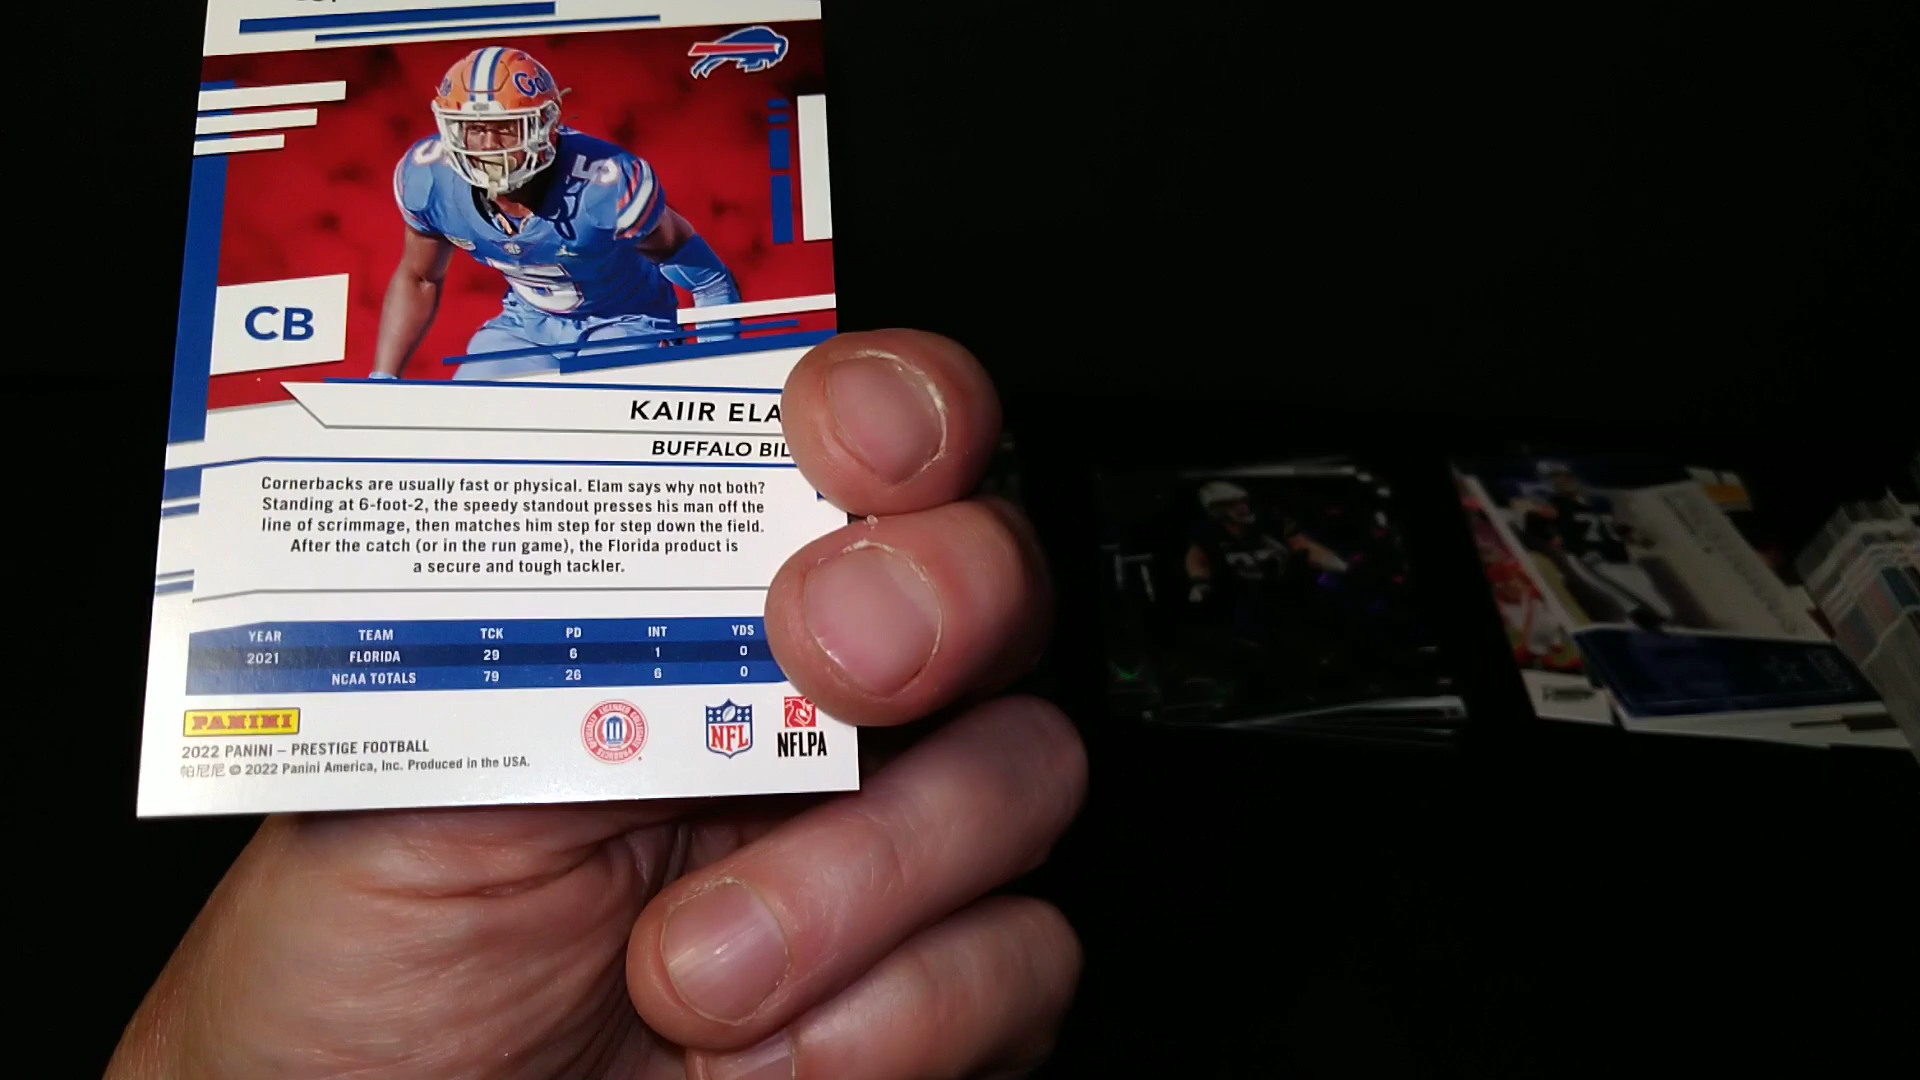 CB
KAIIR ELA
BUFFALO BIL
Cornerbacks are usually fast or physical. Elam says why not both?
Standing at 6-foot-2, the speedy standout presses his man off the
line of scrimmage, then matches him step for step down the field.
After the catch (or in the run game), the Florida product is
a secure and tough tackler.
YEAR TEAM TCK PD INT YDS
2021 FLORIDA 29 6 1 0
NCAA TOTALS 79 26 6 0
PANINI
NFL
NFLPA
2022 PANINI – PRESTIGE FOOTBALL
帕尼尼 © 2022 Panini America, Inc. Produced in the USA.